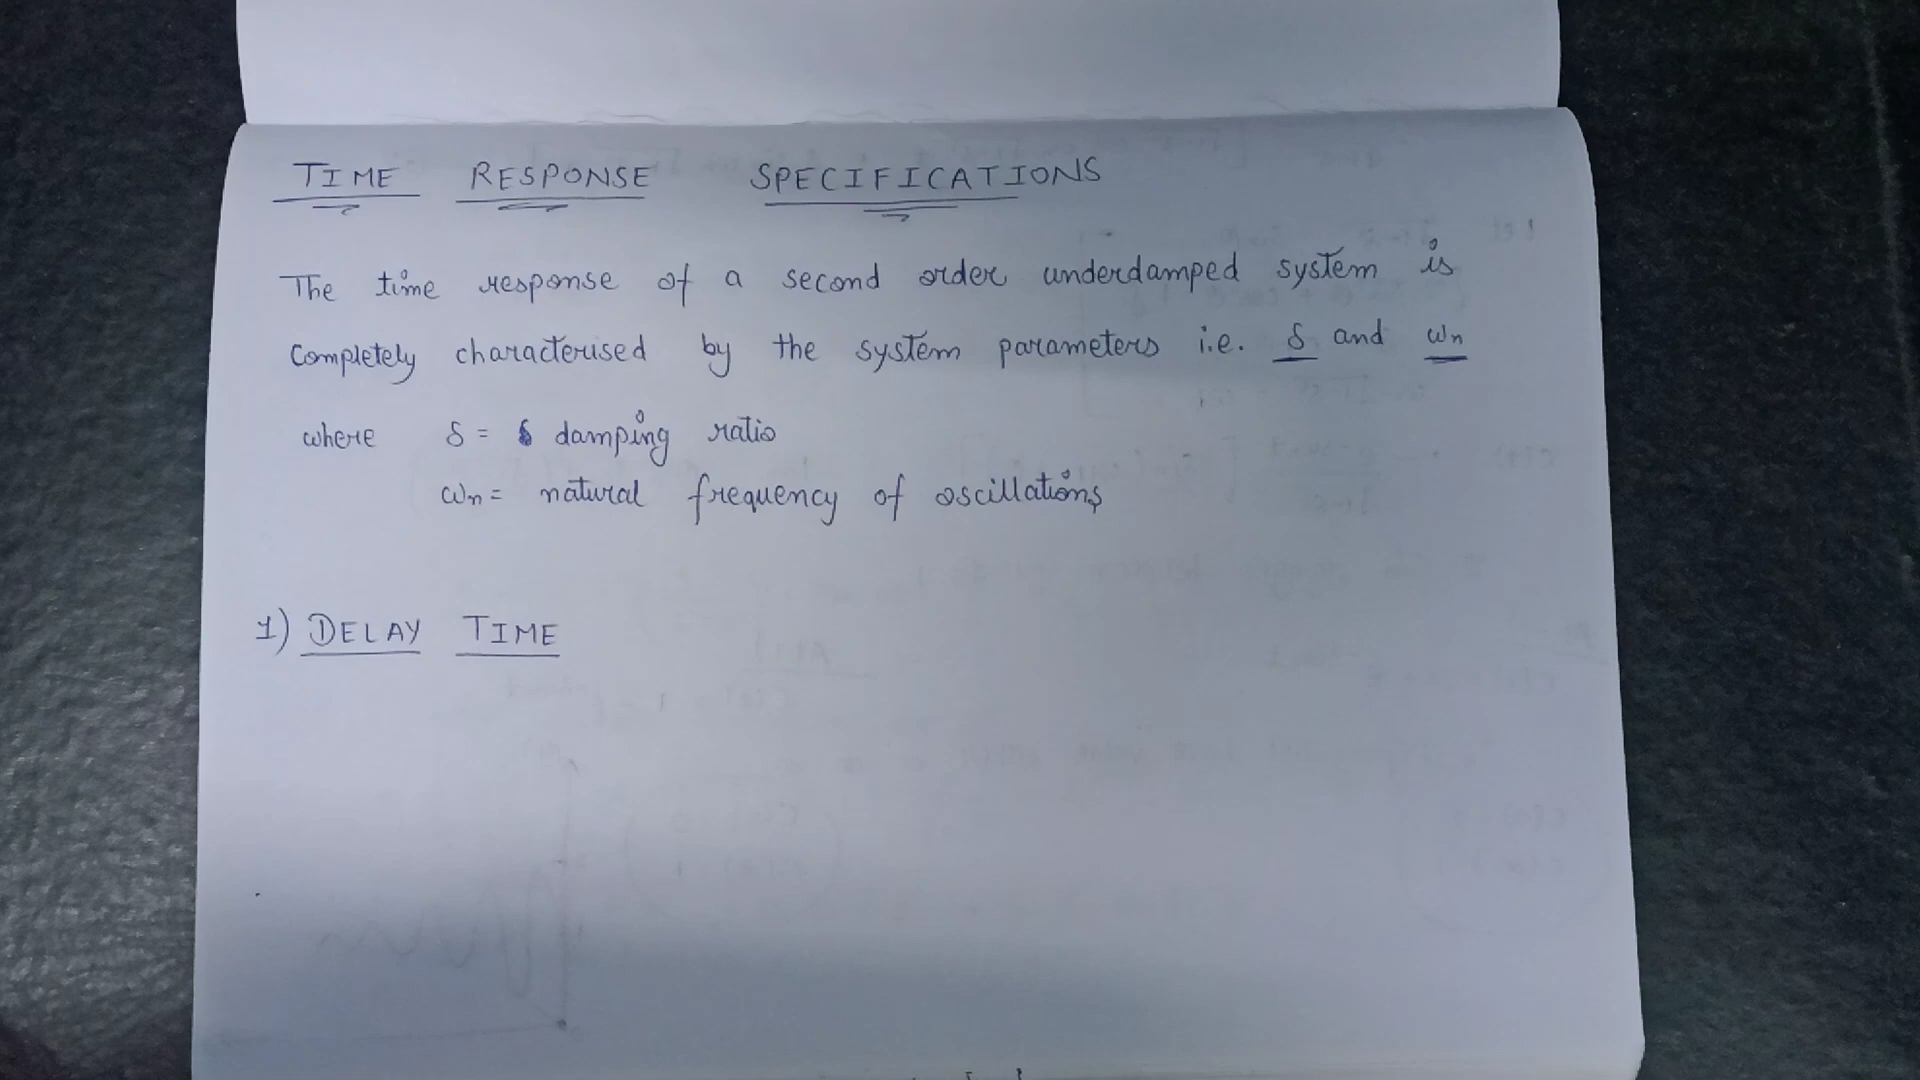 TIME RESPONSE SPECIFICATIONS
The time response of a second order underdamped system is
completely characterised by the system parameters i.e. δ and ωn
where δ = damping ratio
ωn = natural frequency of oscillations
1) DELAY TIME